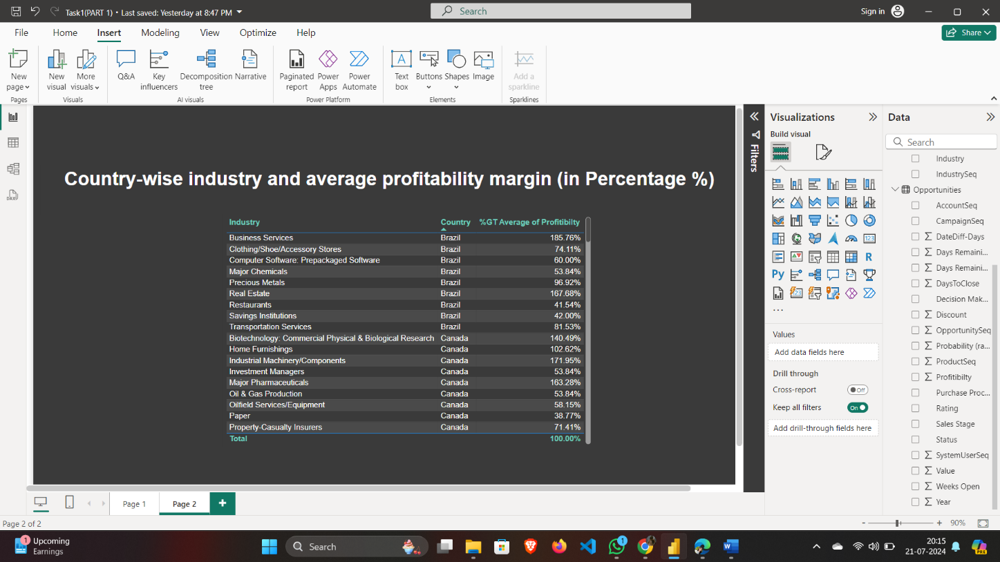 Task1(PART 1) • Last saved: Yesterday at 8:47 PM
Search
Sign in
File Home Insert Modeling View Optimize Help
Share
New page
New visual
More visuals
Q&A
Key influencers
Decomposition tree
Narrative
Paginated report
Power Apps
Power Automate
Text box
Buttons
Shapes
Image
Add a sparkline
Pages Visuals AI visuals Power Platform Elements Sparklines
Country-wise industry and average profitability margin (in Percentage %)
Industry Country %GT Average of Profitibilty
Business Services Brazil 185.76%
Clothing/Shoe/Accessory Stores Brazil 74.11%
Computer Software: Prepackaged Software Brazil 60.00%
Major Chemicals Brazil 53.84%
Precious Metals Brazil 96.92%
Real Estate Brazil 167.68%
Restaurants Brazil 41.54%
Savings Institutions Brazil 42.00%
Transportation Services Brazil 81.53%
Biotechnology: Commercial Physical & Biological Research Canada 140.49%
Home Furnishings Canada 102.62%
Industrial Machinery/Components Canada 171.95%
Investment Managers Canada 53.84%
Major Pharmaceuticals Canada 163.28%
Oil & Gas Production Canada 53.84%
Oilfield Services/Equipment Canada 58.15%
Paper Canada 38.77%
Property-Casualty Insurers Canada 71.41%
Total 100.00%
Filters
Visualizations
Build visual
123
R
Py
123
...
Values
Add data fields here
Drill through
Cross-report Off
Keep all filters On
Add drill-through fields here
Data
Search
Industry
IndustrySeq
Opportunities
AccountSeq
CampaignSeq
DateDiff-Days
Days Remaini...
Days Remaini...
DaysToClose
Decision Mak...
Discount
OpportunitySeq
Probability (ra...
ProductSeq
Profitibilty
Purchase Proc...
Rating
Sales Stage
Status
SystemUserSeq
Value
Weeks Open
Year
DAX
Page 1 Page 2 +
Page 2 of 2
- + 90%
1
Upcoming
Earnings
Search
1
20:15
21-07-2024
PRE